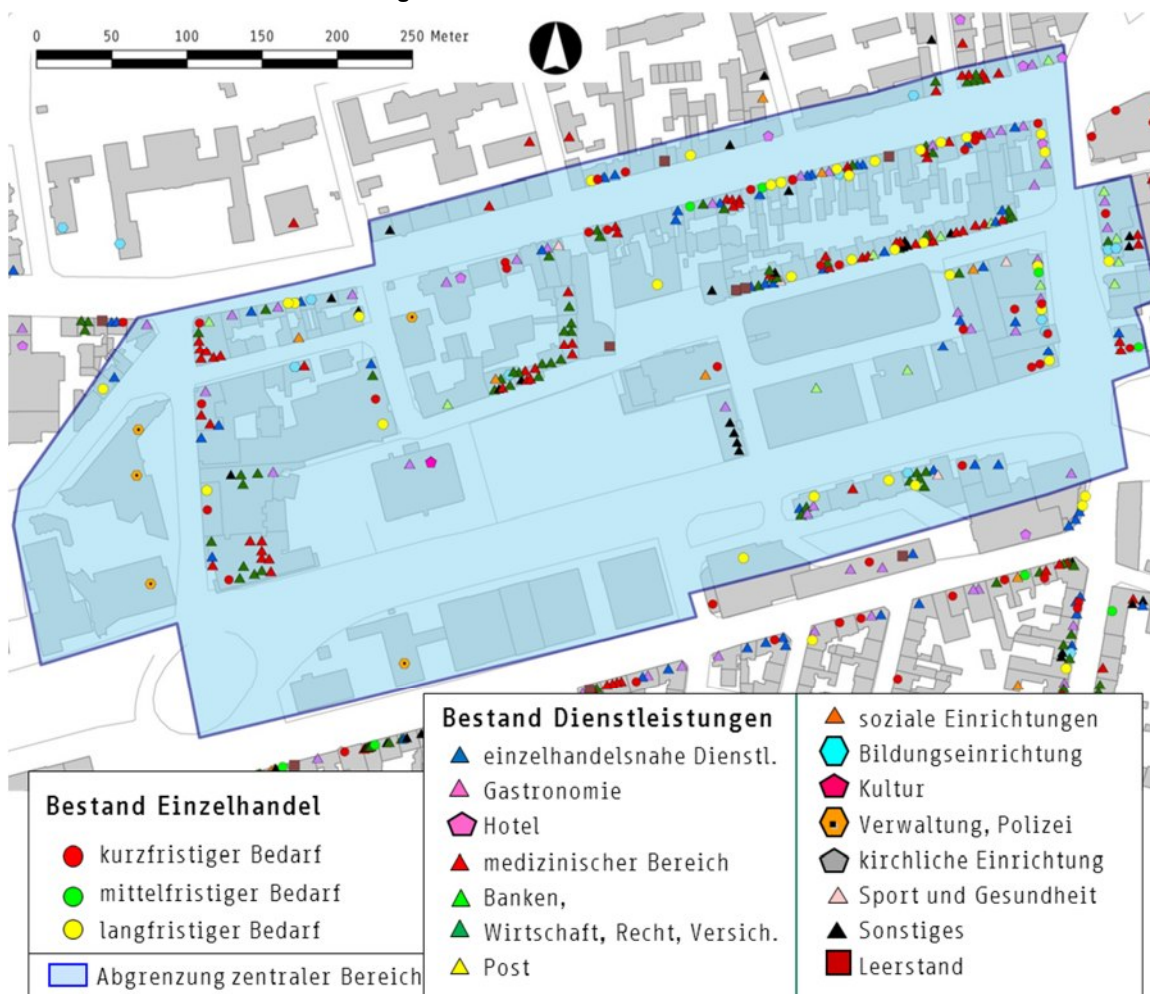 0 50 100 150 200 250 Meter
Bestand Einzelhandel
kurzfristiger Bedarf
mittelfristiger Bedarf
langfristiger Bedarf
Abgrenzung zentraler Bereich
Bestand Dienstleistungen
einzelhandelsnahe Dienstl.
Gastronomie
Hotel
medizinischer Bereich
Banken,
Wirtschaft, Recht, Versich.
Post
soziale Einrichtungen
Bildungseinrichtung
Kultur
Verwaltung, Polizei
kirchliche Einrichtung
Sport und Gesundheit
Sonstiges
Leerstand